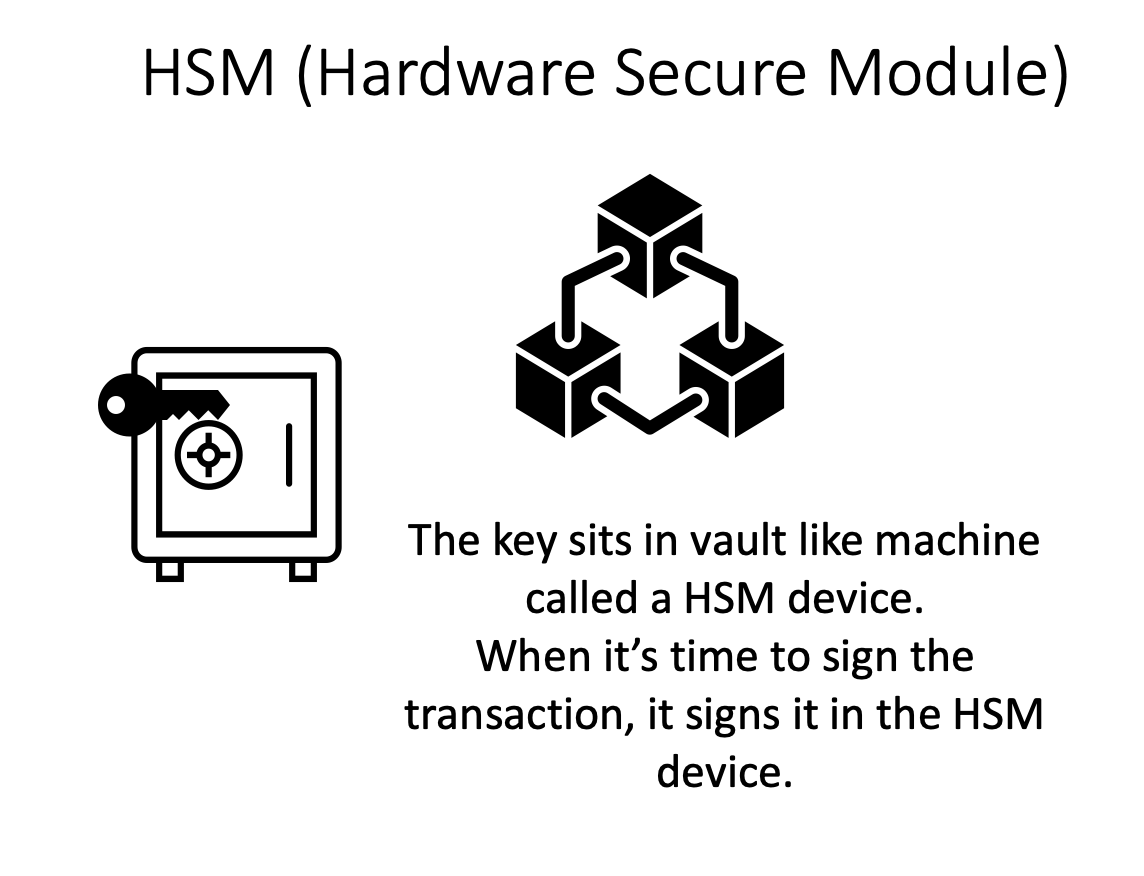 HSM (Hardware Secure Module)
The key sits in vault like machine
called a HSM device.
When it’s time to sign the
transaction, it signs it in the HSM
device.